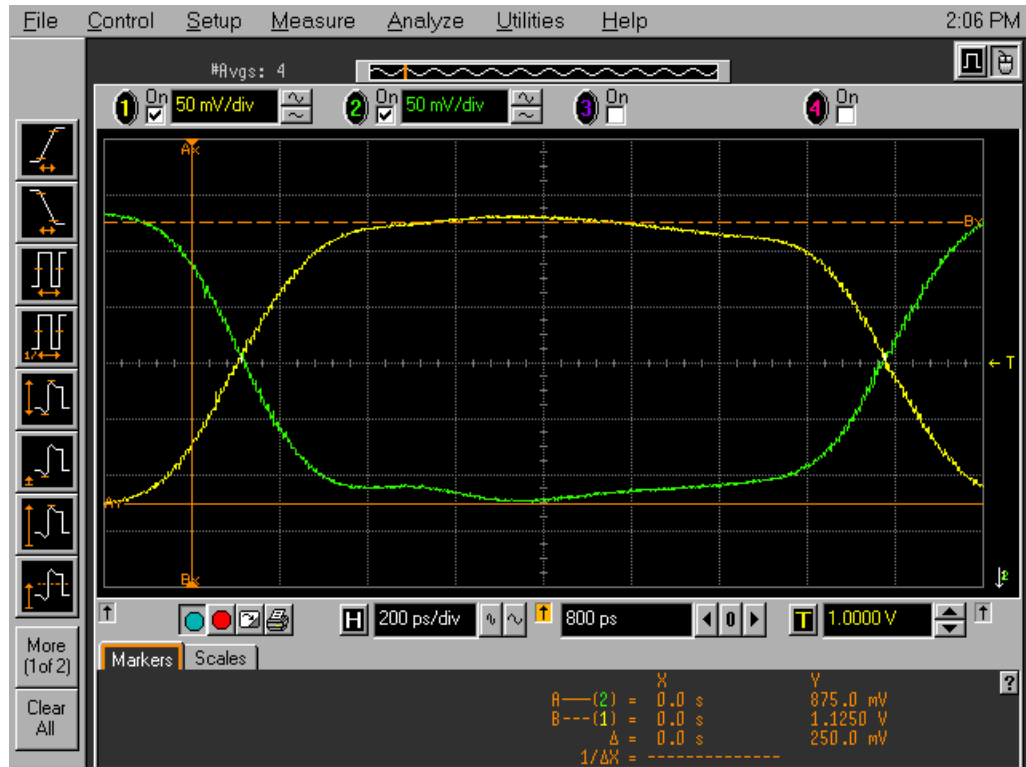 File Control Setup Measure Analyze Utilities Help 2:06 PM
#Avgs: 4
1 On 50 mV/div 2 On 50 mV/div 3 On 4 On
Ax
Bx
T
Ay
Bx
2
H 200 ps/div 800 ps 0 T 1.0000 V
More
(1 of 2)
Clear
All
Markers Scales
?
X Y
A——(2) = 0.0 s 875.0 mV
B---(1) = 0.0 s 1.1250 V
Δ = 0.0 s 250.0 mV
1/ΔX = --------------